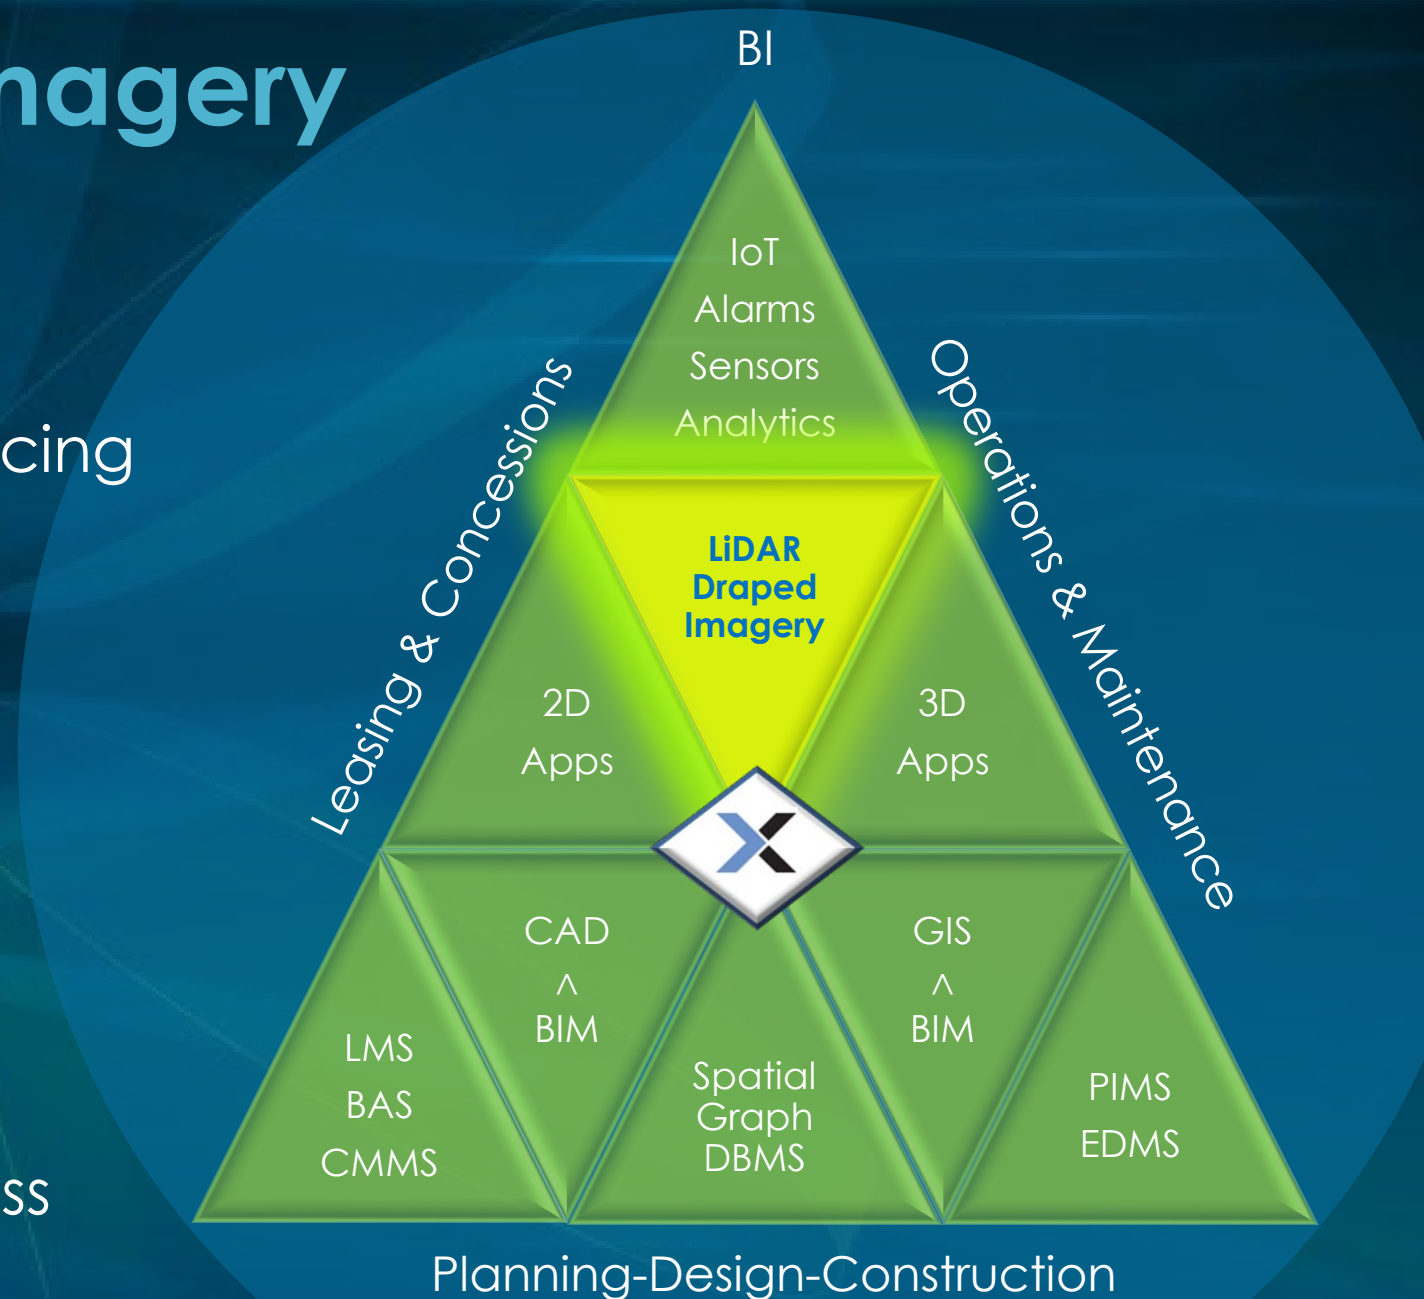 BI
nagery
IoT
Alarms
Sensors
Analytics
Leasing & Concessions
Operations & Maintenance
cing
LiDAR
Draped
Imagery
2D
Apps
3D
Apps
CAD
^
BIM
GIS
^
BIM
LMS
BAS
CMMS
Spatial
Graph
DBMS
PIMS
EDMS
ss
Planning-Design-Construction